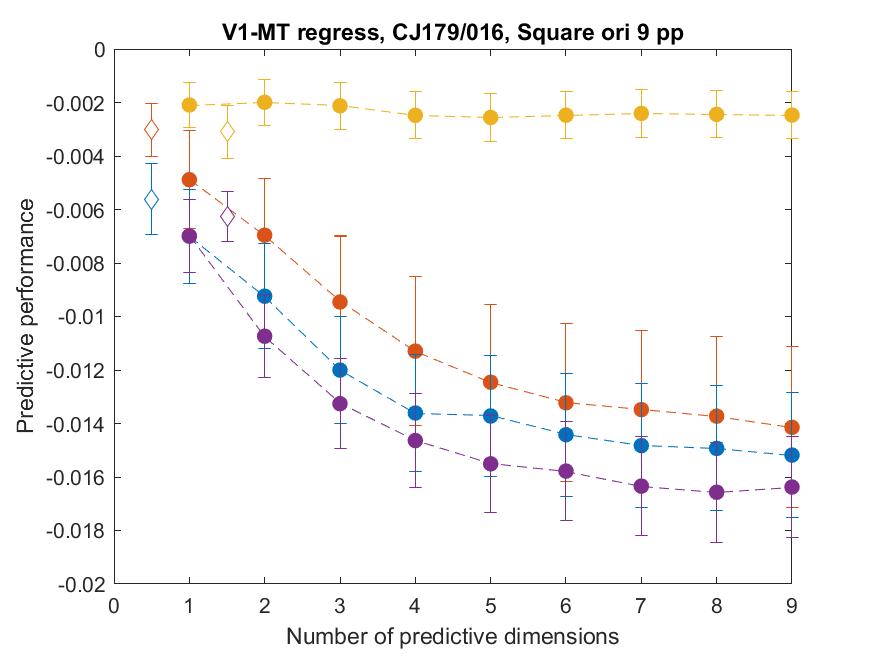 V1-MT regress, CJ179/016, Square ori 9 pp
0
-0.002
-0.004
-0.006
-0.008
-0.01
-0.012
-0.014
-0.016
-0.018
-0.02
Predictive performance
0 1 2 3 4 5 6 7 8 9
Number of predictive dimensions